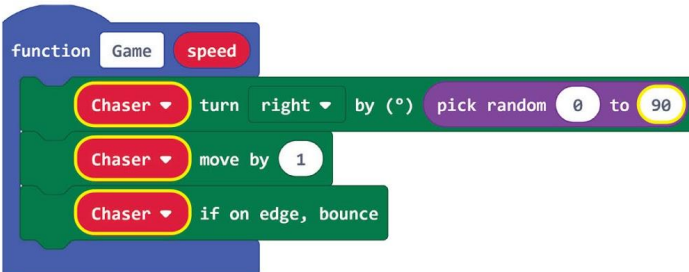 function Game speed
Chaser turn right by (°) pick random 0 to 90
Chaser move by 1
Chaser if on edge, bounce